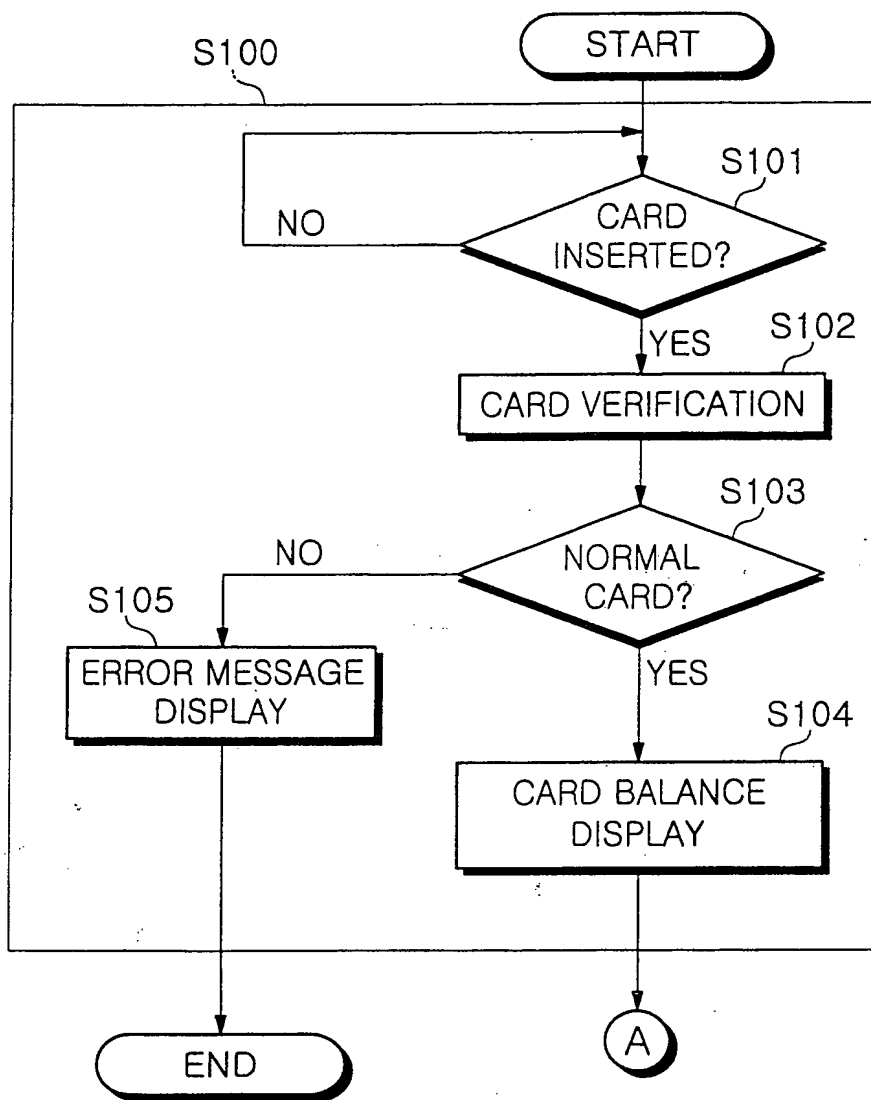 START
S100
S101
CARD
INSERTED?
NO
YES
S102
CARD VERIFICATION
S103
NORMAL
CARD?
NO
YES
S105
ERROR MESSAGE
DISPLAY
S104
CARD BALANCE
DISPLAY
END
A